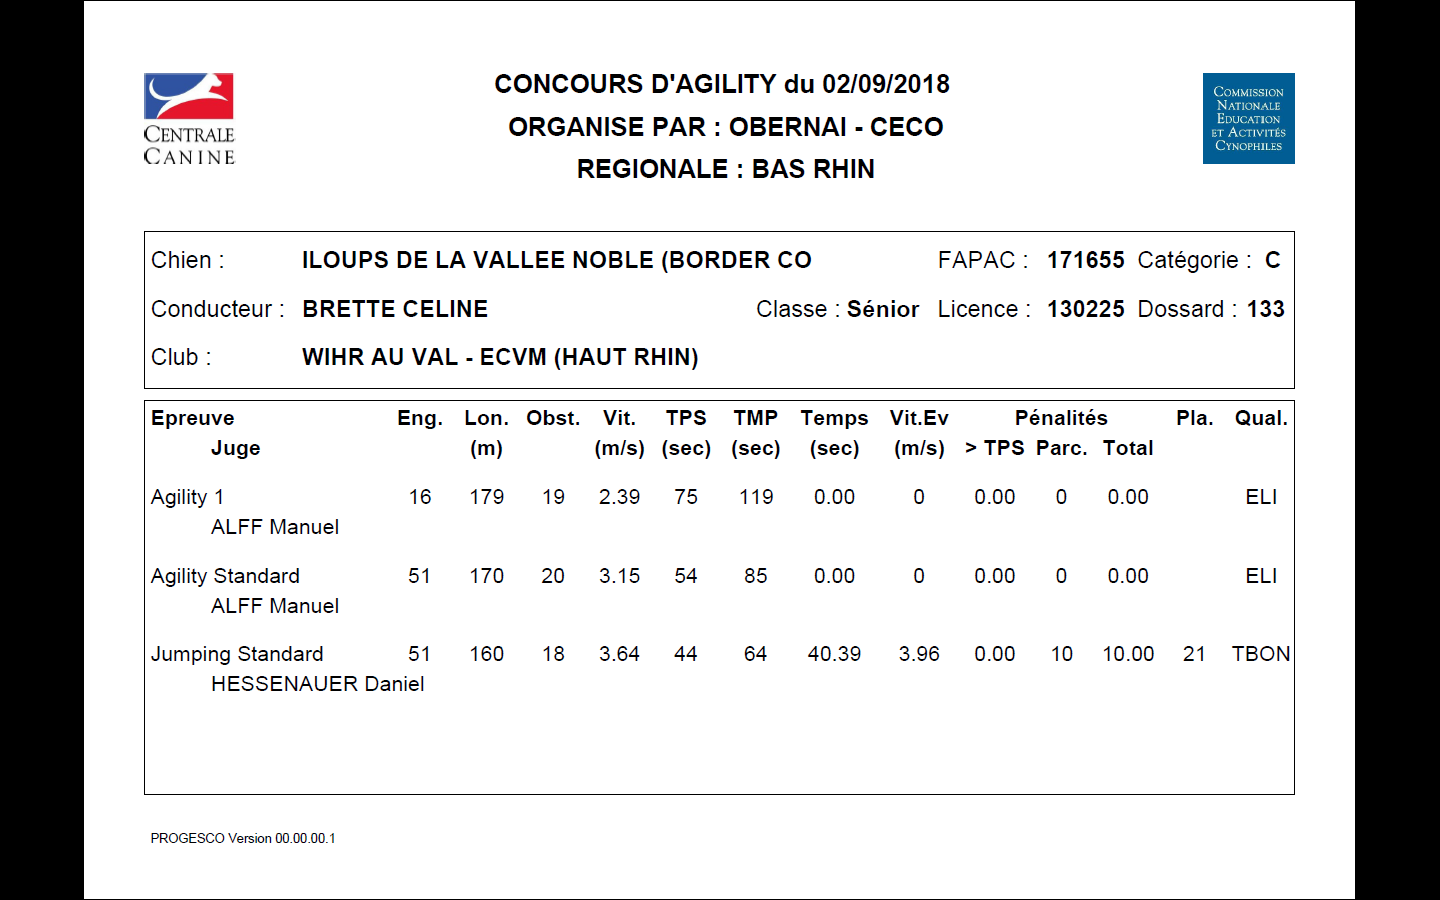 CENTRALE
CANINE
CONCOURS D'AGILITY du 02/09/2018
ORGANISE PAR : OBERNAI - CECO
REGIONALE : BAS RHIN
COMMISSION
NATIONALE
EDUCATION
ET ACTIVITÉS
CYNOPHILES
Chien : ILOUPS DE LA VALLEE NOBLE (BORDER CO FAPAC : 171655 Catégorie : C
Conducteur : BRETTE CELINE Classe : Sénior Licence : 130225 Dossard : 133
Club : WIHR AU VAL - ECVM (HAUT RHIN)
Epreuve Eng. Lon. Obst. Vit. TPS TMP Temps Vit.Ev Pénalités Pla. Qual.
Juge (m) (m/s) (sec) (sec) (sec) (m/s) > TPS Parc. Total
Agility 1 16 179 19 2.39 75 119 0.00 0 0.00 0 0.00 ELI
ALFF Manuel
Agility Standard 51 170 20 3.15 54 85 0.00 0 0.00 0 0.00 ELI
ALFF Manuel
Jumping Standard 51 160 18 3.64 44 64 40.39 3.96 0.00 10 10.00 21 TBON
HESSENAUER Daniel
PROGESCO Version 00.00.00.1